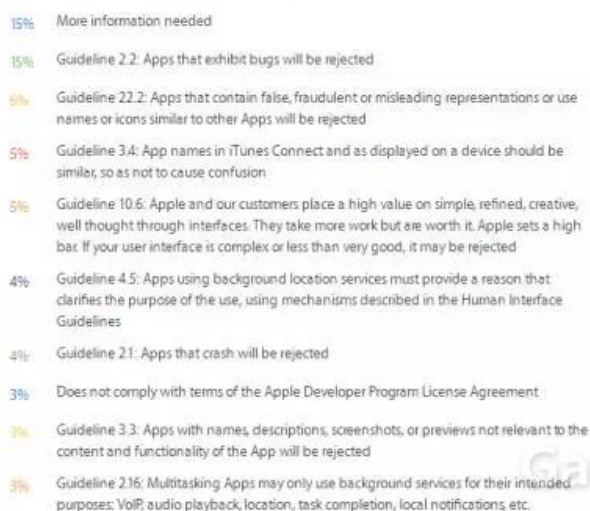 15% More information needed
15% Guideline 2.2: Apps that exhibit bugs will be rejected
6% Guideline 22.2: Apps that contain false, fraudulent or misleading representations or use
names or icons similar to other Apps will be rejected
5% Guideline 3.4: App names in iTunes Connect and as displayed on a device should be
similar, so as not to cause confusion
5% Guideline 10.6: Apple and our customers place a high value on simple, refined, creative,
well thought through interfaces. They take more work but are worth it. Apple sets a high
bar. If your user interface is complex or less than very good, it may be rejected
4% Guideline 4.5: Apps using background location services must provide a reason that
clarifies the purpose of the use, using mechanisms described in the Human Interface
Guidelines
4% Guideline 2.1: Apps that crash will be rejected
3% Does not comply with terms of the Apple Developer Program License Agreement
3% Guideline 3.3: Apps with names, descriptions, screenshots, or previews not relevant to the
content and functionality of the App will be rejected
3% Guideline 2.16: Multitasking Apps may only use background services for their intended
purposes: VoIP, audio playback, location, task completion, local notifications, etc.
Ga